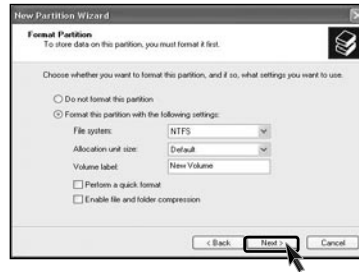 New Partition Wizard
Format Partition
To store data on this partition, you must format it first.
Choose whether you want to format this partition, and if so, what settings you want to use.
Do not format this partition
Format this partition with the following settings:
File system: NTFS
Allocation unit size: Default
Volume label: New Volume
Perform a quick format
Enable file and folder compression
< Back Next > Cancel